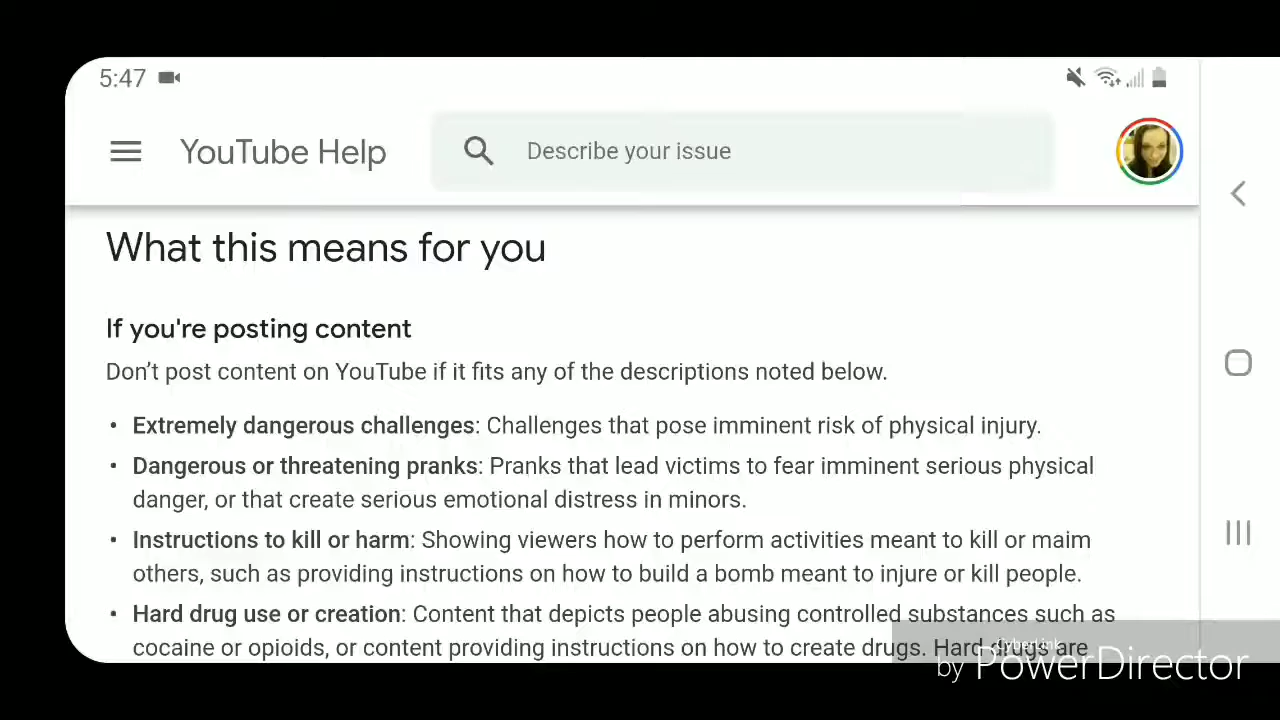 5:47
YouTube Help
Describe your issue
What this means for you
If you're posting content
Don't post content on YouTube if it fits any of the descriptions noted below.
• Extremely dangerous challenges: Challenges that pose imminent risk of physical injury.
• Dangerous or threatening pranks: Pranks that lead victims to fear imminent serious physical
danger, or that create serious emotional distress in minors.
• Instructions to kill or harm: Showing viewers how to perform activities meant to kill or maim
others, such as providing instructions on how to build a bomb meant to injure or kill people.
• Hard drug use or creation: Content that depicts people abusing controlled substances such as
cocaine or opioids, or content providing instructions on how to create drugs. Hard drugs are
CyberLink
by PowerDirector